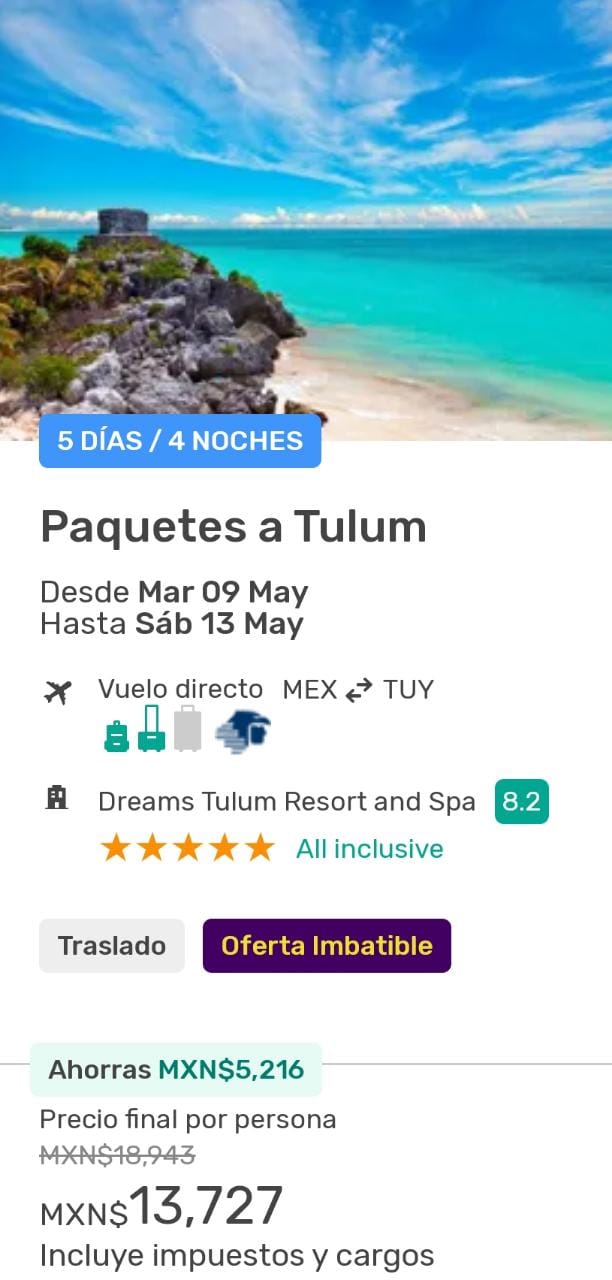 5 DÍAS / 4 NOCHES
Paquetes a Tulum
Desde Mar 09 May
Hasta Sáb 13 May
Vuelo directo MEX TUY
Dreams Tulum Resort and Spa 8.2
All inclusive
Traslado Oferta Imbatible
Ahorras MXN$5,216
Precio final por persona
MXN$18,943
MXN$13,727
Incluye impuestos y cargos